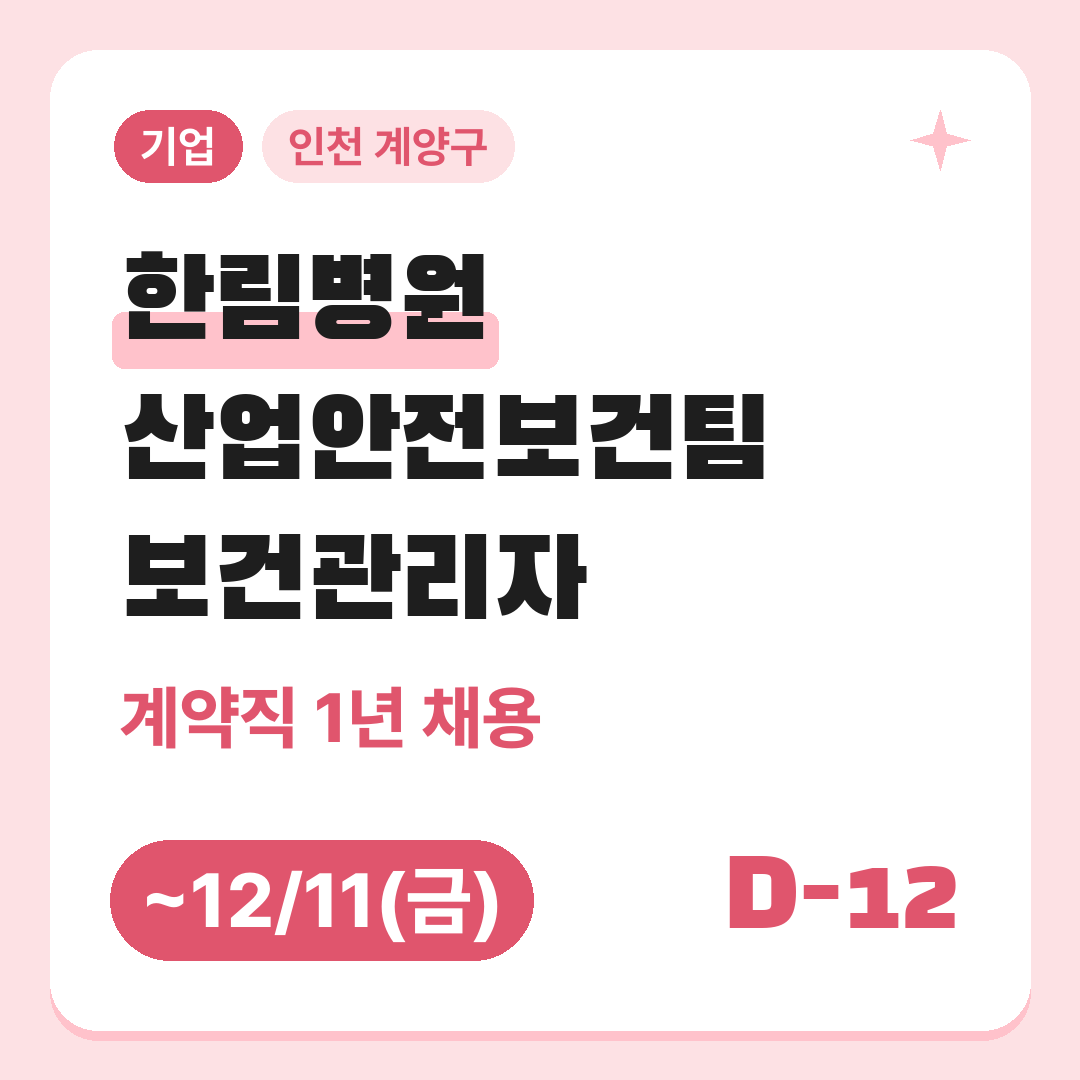 기업 인천 계양구
한림병원
산업안전보건팀
보건관리자
계약직 1년 채용
~12/11(금) D-12